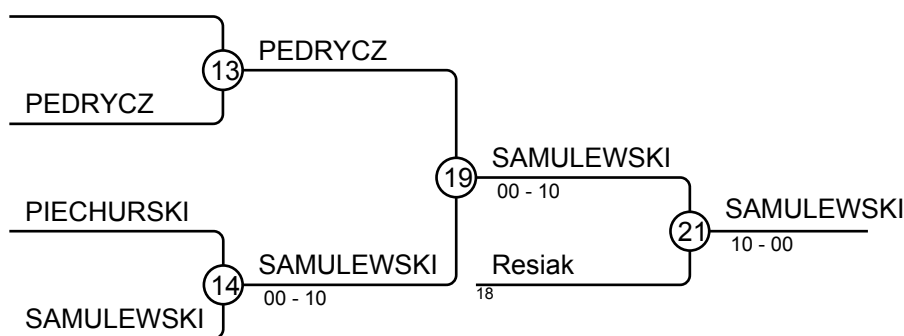 PEDRYCZ
13
PEDRYCZ
SAMULEWSKI
19
00 - 10
PIECHURSKI
SAMULEWSKI
21
10 - 00
SAMULEWSKI
Resiak
14
00 - 10
18
SAMULEWSKI